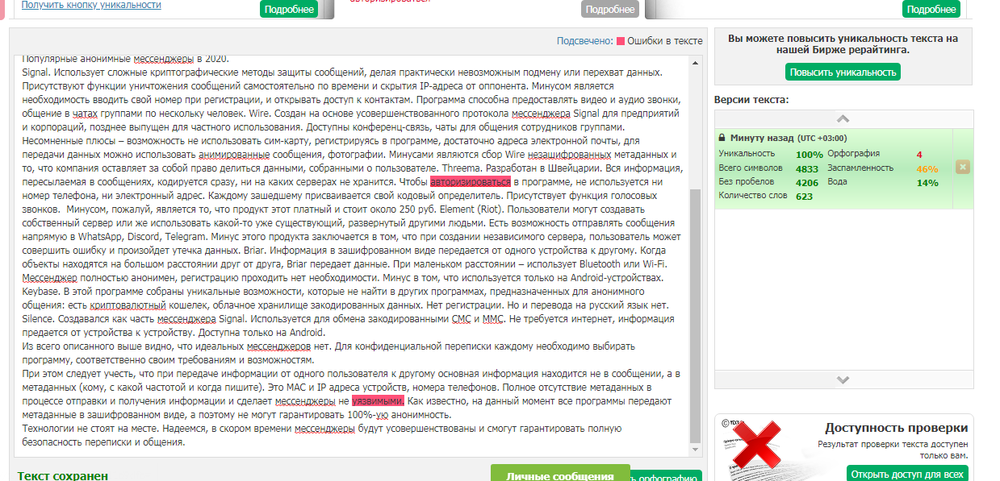 Получить кнопку уникальности
Подробнее
авторизироваться
Подробнее
Подробнее
Подсвечено: Ошибки в тексте
Популярные анонимные мессенджеры в 2020.
Signal. Использует сложные криптографические методы защиты сообщений, делая практически невозможным подмену или перехват данных.
Присутствуют функции уничтожения сообщений самостоятельно по времени и скрытия IP-адреса от оппонента. Минусом является
необходимость вводить свой номер при регистрации, и открывать доступ к контактам. Программа способна предоставлять видео и аудио звонки,
общение в чатах группами по нескольку человек. Wire. Создан на основе усовершенствованного протокола мессенджера Signal для предприятий
и корпораций, позднее выпущен для частного использования. Доступны конференц-связь, чаты для общения сотрудников группами.
Несомненные плюсы – возможность не использовать сим-карту, регистрируясь в программе, достаточно адреса электронной почты, для
передачи данных можно использовать анимированные сообщения, фотографии. Минусами являются сбор Wire незашифрованных метаданных и
то, что компания оставляет за собой право делиться данными, собранными о пользователе. Threema. Разработан в Швейцарии. Вся информация,
пересылаемая в сообщениях, кодируется сразу, ни на каких серверах не хранится. Чтобы авторизироваться в программе, не используется ни
номер телефона, ни электронный адрес. Каждому зашедшему присваивается свой кодовый определитель. Присутствует функция голосовых
звонков. Минусом, пожалуй, является то, что продукт этот платный и стоит около 250 руб. Element (Riot). Пользователи могут создавать
собственный сервер или же использовать какой-то уже существующий, развернутый другими людьми. Есть возможность отправлять сообщения
напрямую в WhatsApp, Discord, Telegram. Минус этого продукта заключается в том, что при создании независимого сервера, пользователь может
совершить ошибку и произойдет утечка данных. Briar. Информация в зашифрованном виде передается от одного устройства к другому. Когда
объекты находятся на большом расстоянии друг от друга, Briar передает данные. При маленьком расстоянии – использует Bluetooth или Wi-Fi.
Мессенджер полностью анонимен, регистрацию проходить нет необходимости. Минус в том, что используется только на Android-устройствах.
Keybase. В этой программе собраны уникальные возможности, которые не найти в других программах, предназначенных для анонимного
общения: есть криптовалютный кошелек, облачное хранилище закодированных данных. Нет регистрации. Но и перевода на русский язык нет.
Silence. Создавался как часть мессенджера Signal. Используется для обмена закодированными СМС и ММС. Не требуется интернет, информация
предается от устройства к устройству. Доступна только на Android.
Из всего описанного выше видно, что идеальных мессенджеров нет. Для конфиденциальной переписки каждому необходимо выбирать
программу, соответственно своим требованиям и возможностям.
При этом следует учесть, что при передаче информации от одного пользователя к другому основная информация находится не в сообщении, а в
метаданных (кому, с какой частотой и когда пишите). Это MAC и IP адреса устройств, номера телефонов. Полное отсутствие метаданных в
процессе отправки и получения информации и сделает мессенджеры не уязвимыми. Как известно, на данный момент все программы передают
метаданные в зашифрованном виде, а поэтому не могут гарантировать 100%-ую анонимность.
Технологии не стоят на месте. Надеемся, в скором времени мессенджеры будут усовершенствованы и смогут гарантировать полную
безопасность переписки и общения.
Текст сохранен
Личные сообщения
ть орфографию
Вы можете повысить уникальность текста на
нашей Бирже рерайтинга.
Повысить уникальность
Версии текста:
Минуту назад (UTC +03:00)
Уникальность 100% Орфография 4
Всего символов 4833 Заспамленность 46%
Без пробелов 4206 Вода 14%
Количество слов 623
Доступность проверки
Результат проверки текста доступен
только вам.
Открыть доступ для всех